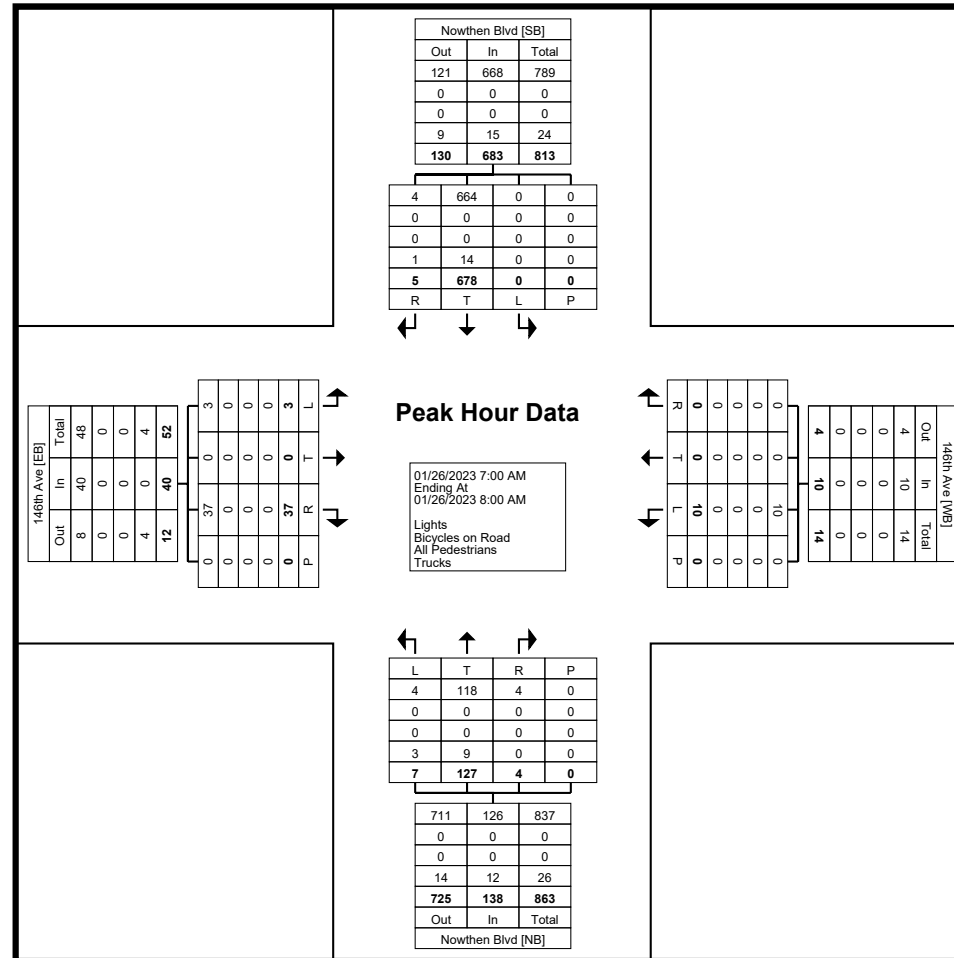 Nowthen Blvd [SB]
Out In Total
121 668 789
0 0 0
0 0 0
9 15 24
130 683 813
4 664 0 0
0 0 0 0
0 0 0 0
1 14 0 0
5 678 0 0
R T L P
146th Ave [EB]
Total 48 0 0 4 52
In 40 0 0 0 40
Out 8 0 0 4 12
3 0 0 0 3 L
0 0 0 0 0 T
37 0 0 0 37 R
0 0 0 0 0 P
Peak Hour Data
01/26/2023 7:00 AM
Ending At
01/26/2023 8:00 AM
Lights
Bicycles on Road
All Pedestrians
Trucks
R 0 0 0 0 0
T 0 0 0 0 0
L 10 0 0 0 10
P 0 0 0 0 0
4 0 0 0 4 Out
10 0 0 0 10 In
14 0 0 0 14 Total
146th Ave [WB]
L T R P
4 118 4 0
0 0 0 0
0 0 0 0
3 9 0 0
7 127 4 0
711 126 837
0 0 0
0 0 0
14 12 26
725 138 863
Out In Total
Nowthen Blvd [NB]